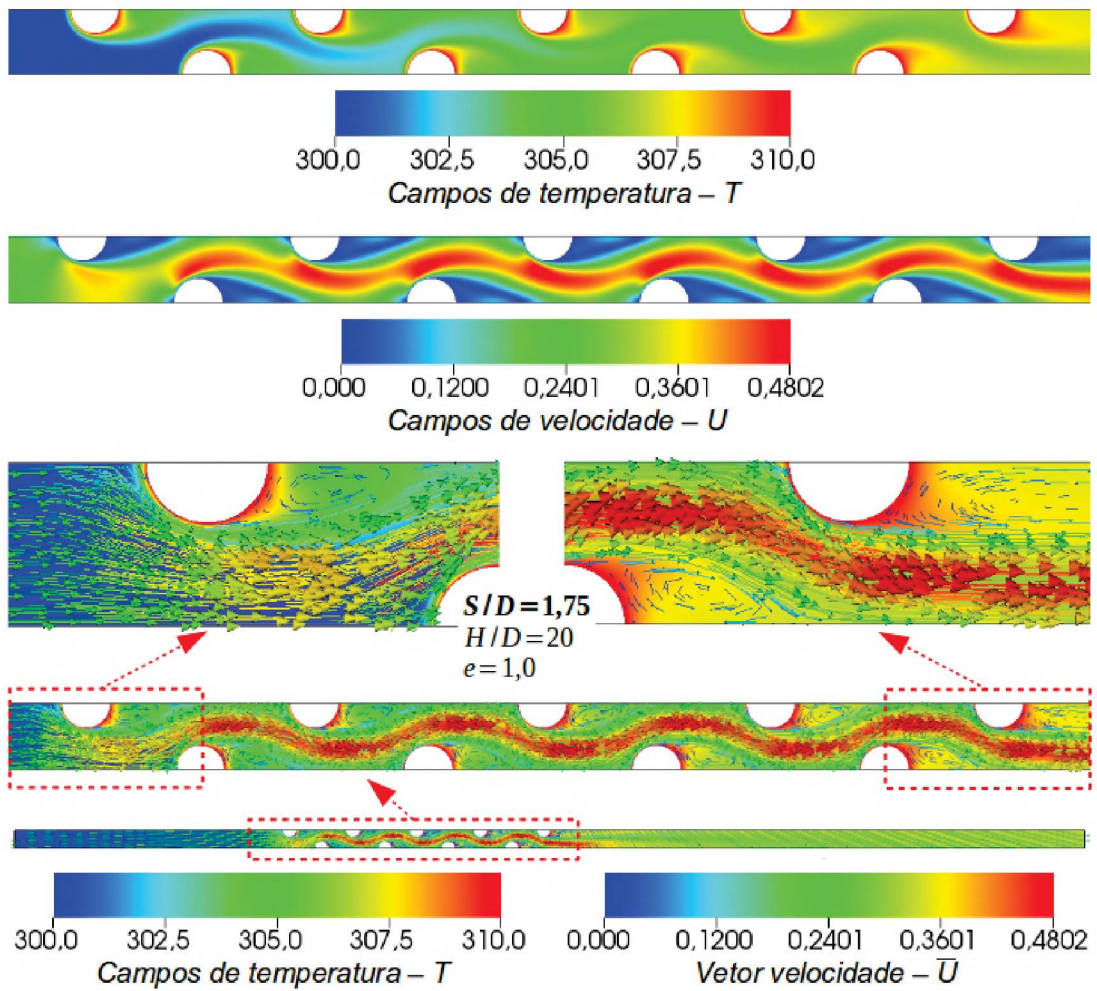 300,0 302,5 305,0 307,5 310,0
Campos de temperatura – T
0,000 0,1200 0,2401 0,3601 0,4802
Campos de velocidade – U
S/D=1,75
H/D=20
e=1,0
300,0 302,5 305,0 307,5 310,0
Campos de temperatura – T
0,000 0,1200 0,2401 0,3601 0,4802
Vetor velocidade – U̅